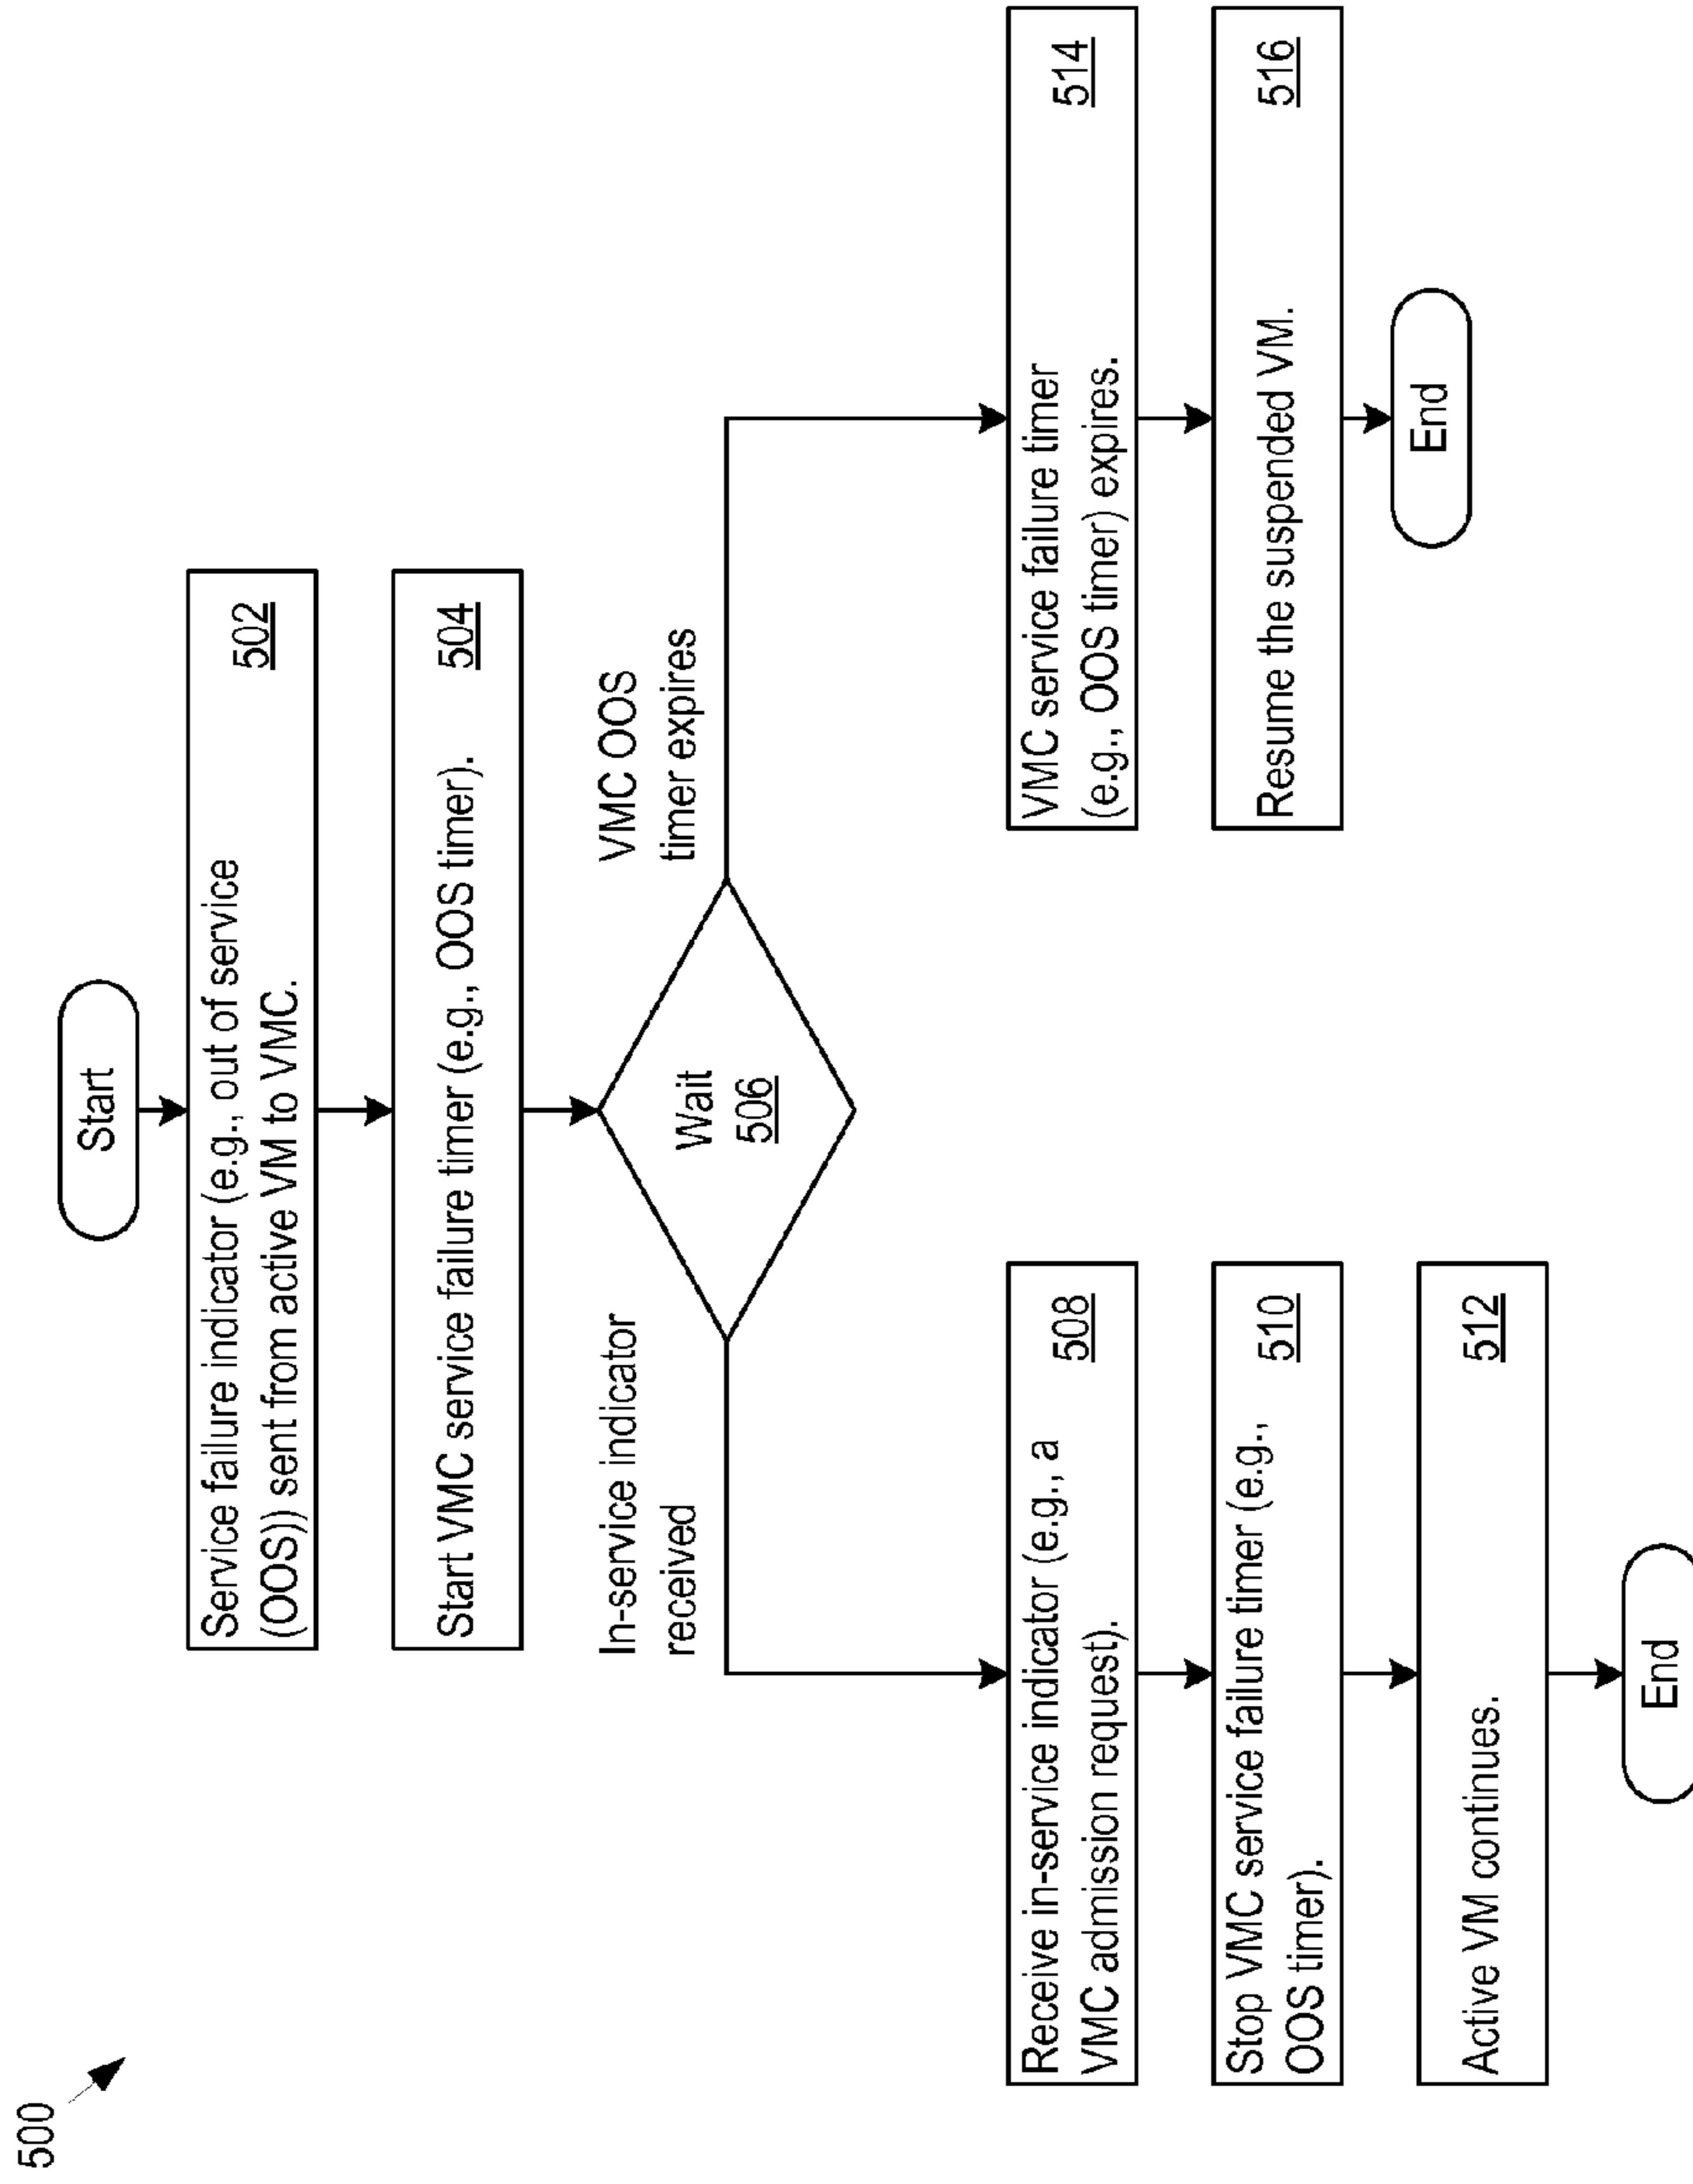 500
Start
Service failure indicator (e.g., out of service
(OOS)) sent from active VM to VMC.
502
Start VMC service failure timer (e.g., OOS timer).
504
In-service indicator
received
Wait
506
VMC OOS
timer expires
Receive in-service indicator (e.g., a
VMC admission request).
508
Stop VMC service failure timer (e.g.,
OOS timer).
510
Active VM continues.
512
End
VMC service failure timer
(e.g., OOS timer) expires.
514
Resume the suspended VM.
516
End